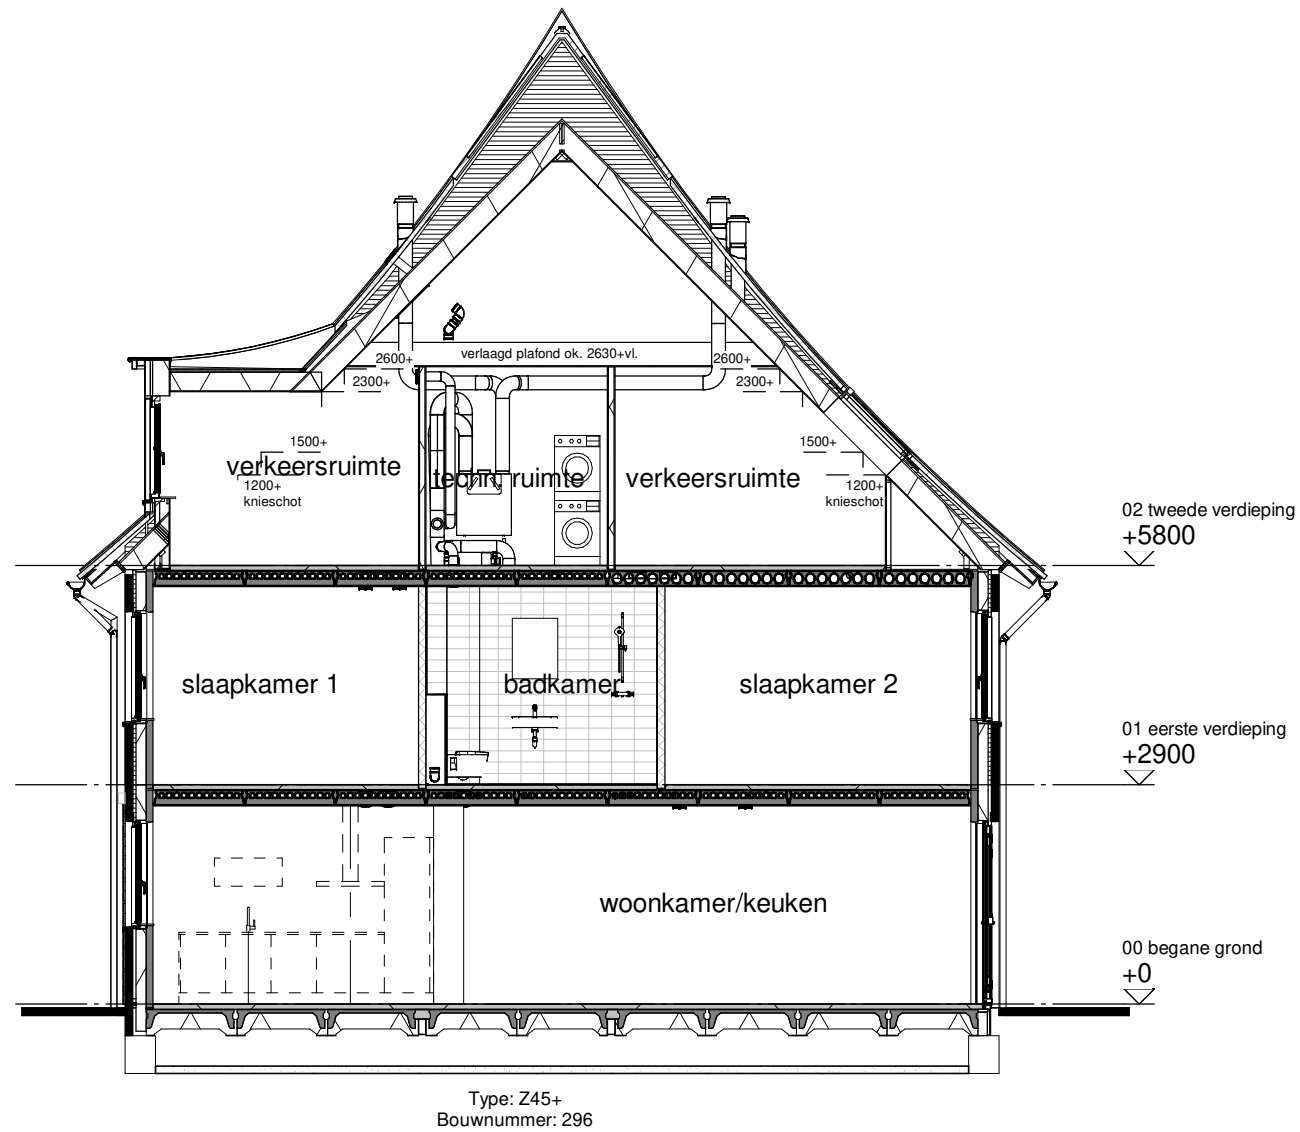 verlaagd plafond ok. 2630+vl.
2600+
2600+
2300+
2300+
1500+
1500+
verkeersruimte
techn. ruimte
verkeersruimte
1200+
knieschot
1200+
knieschot
02 tweede verdieping
+5800
slaapkamer 1
badkamer
slaapkamer 2
01 eerste verdieping
+2900
woonkamer/keuken
00 begane grond
+0
Type: Z45+
Bouwnummer: 296